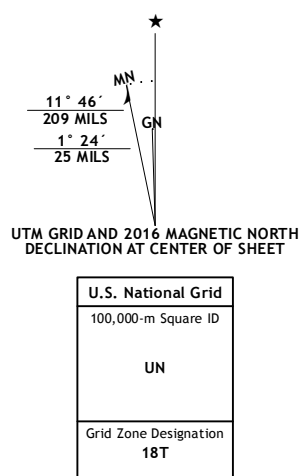 MN
GN
11° 46´
209 MILS
1° 24´
25 MILS
UTM GRID AND 2016 MAGNETIC NORTH
DECLINATION AT CENTER OF SHEET
U.S. National Grid
100,000-m Square ID
UN
Grid Zone Designation
18T